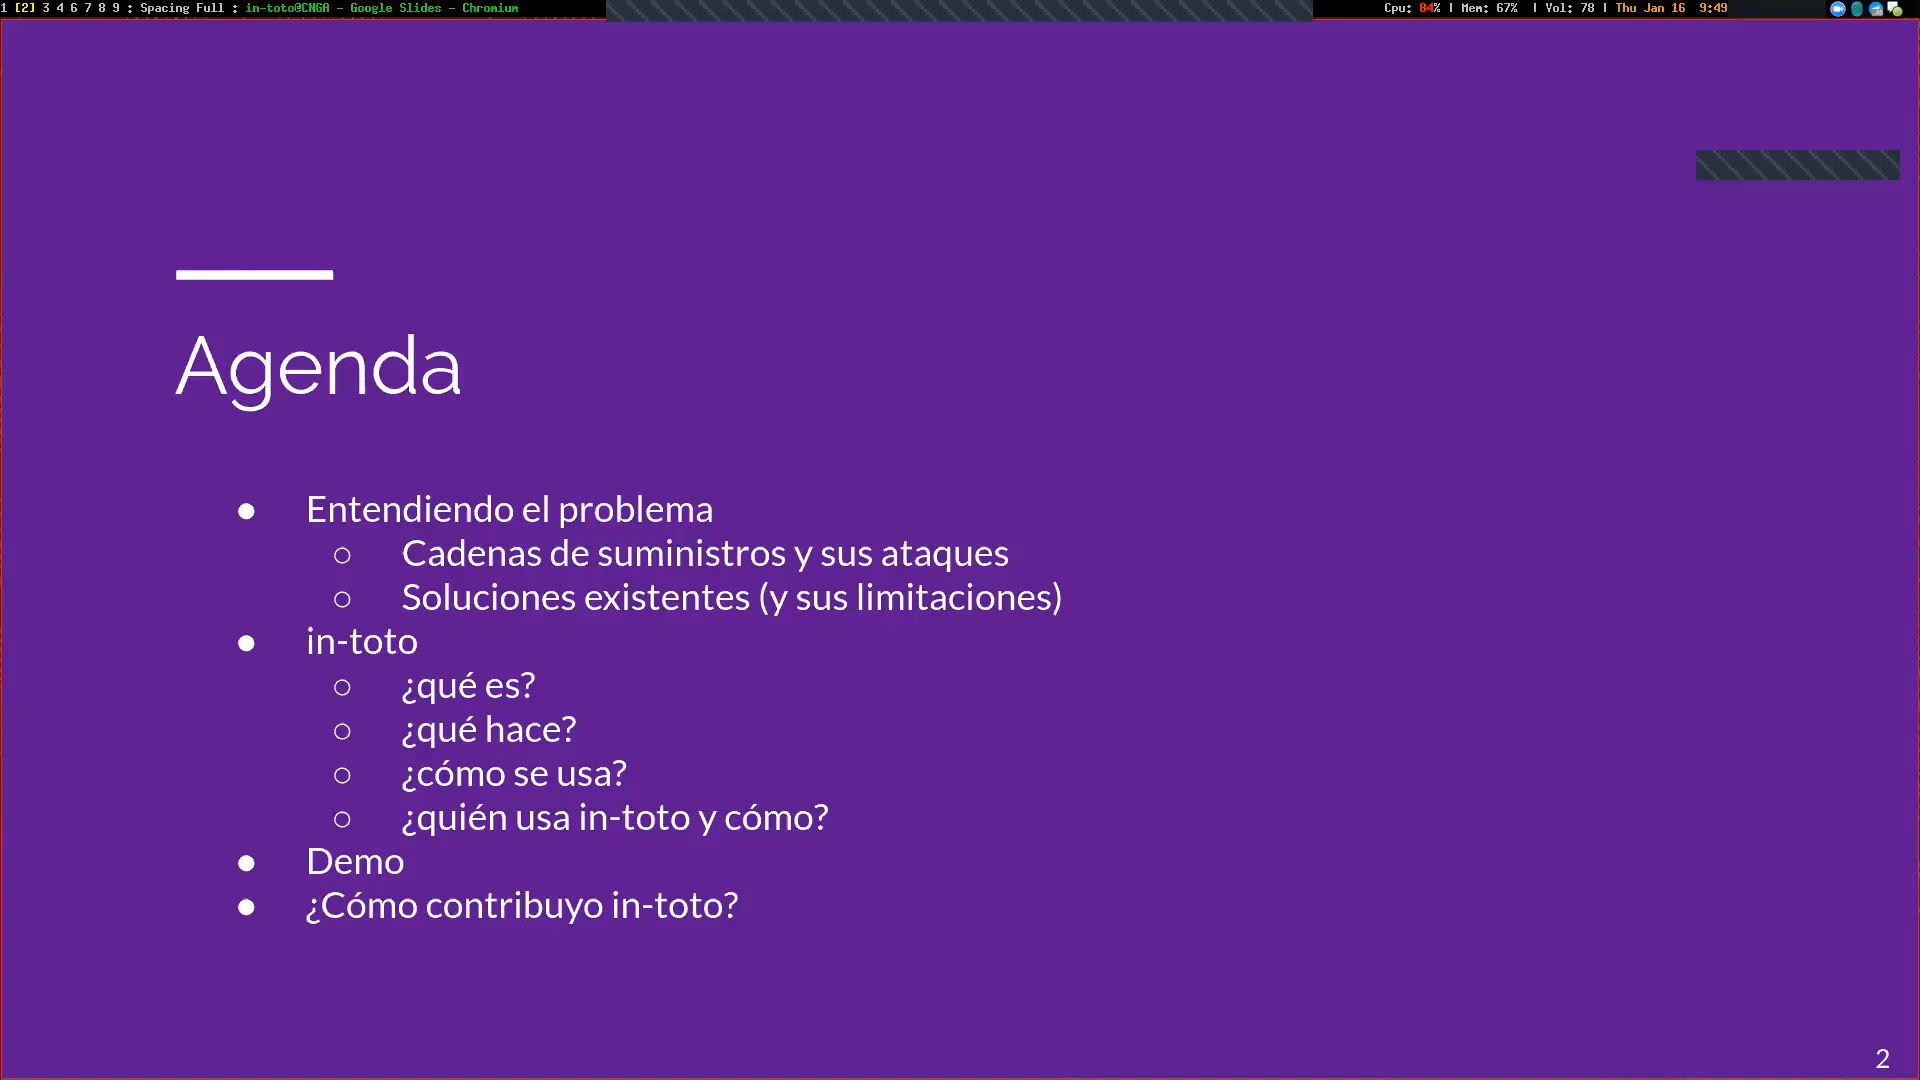 1 [2] 3 4 6 7 8 9 : Spacing Full : in-toto@CNGA - Google Slides - Chromium
Cpu: 84% | Mem: 67% | Vol: 78 | Thu Jan 16 9:49
Agenda
● Entendiendo el problema
○ Cadenas de suministros y sus ataques
○ Soluciones existentes (y sus limitaciones)
● in-toto
○ ¿qué es?
○ ¿qué hace?
○ ¿cómo se usa?
○ ¿quién usa in-toto y cómo?
● Demo
● ¿Cómo contribuyo in-toto?
2